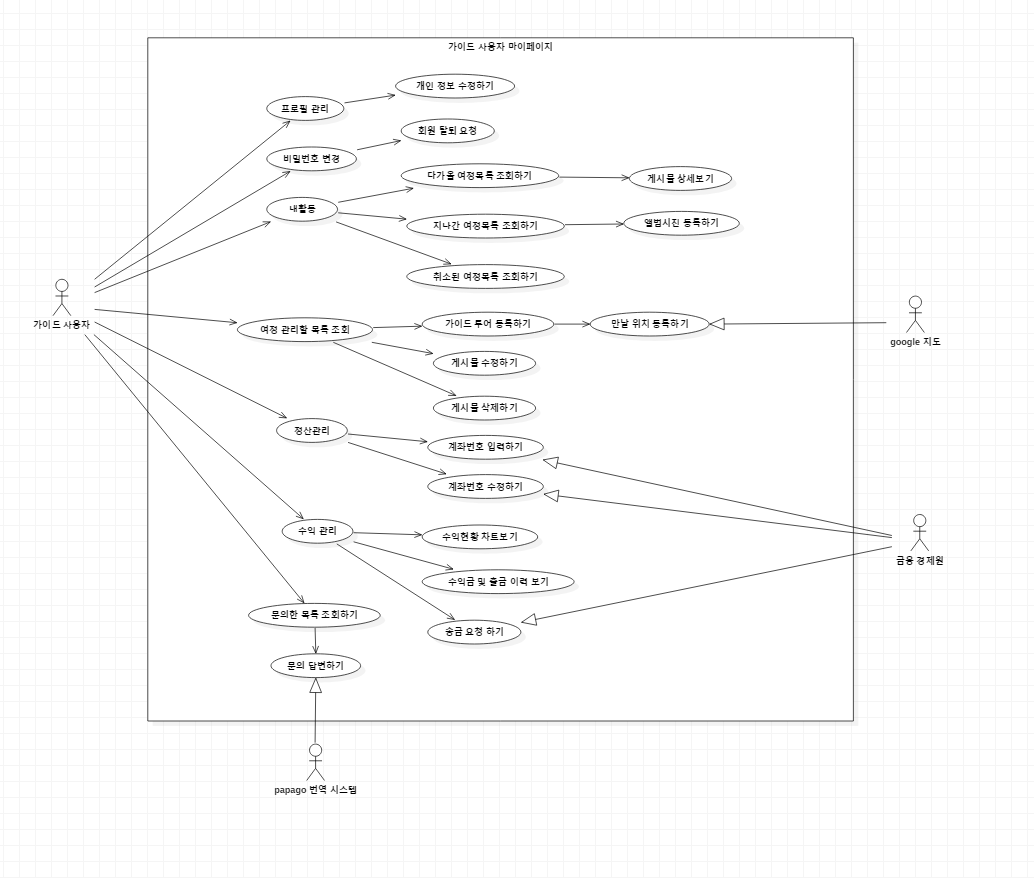 가이드 사용자 마이페이지
개인 정보 수정하기
프로필 관리
회원 탈퇴 요청
비밀번호 변경
다가올 여정목록 조회하기
게시물 상세보기
내활동
지나간 여정목록 조회하기
앨범시진 등록하기
취소된 여정목록 조회하기
가이드 사용자
여정 관리할 목록 조회
가이드 투어 등록하기
만날 위치 등록하기
google 지도
게시물 수정하기
게시물 삭제하기
정산관리
계좌번호 입력하기
계좌번호 수정하기
수익 관리
수익현황 차트보기
금융 경제원
수익금 및 출금 이력 보기
문의한 목록 조회하기
송금 요청 하기
문의 답변하기
papago 번역 시스템